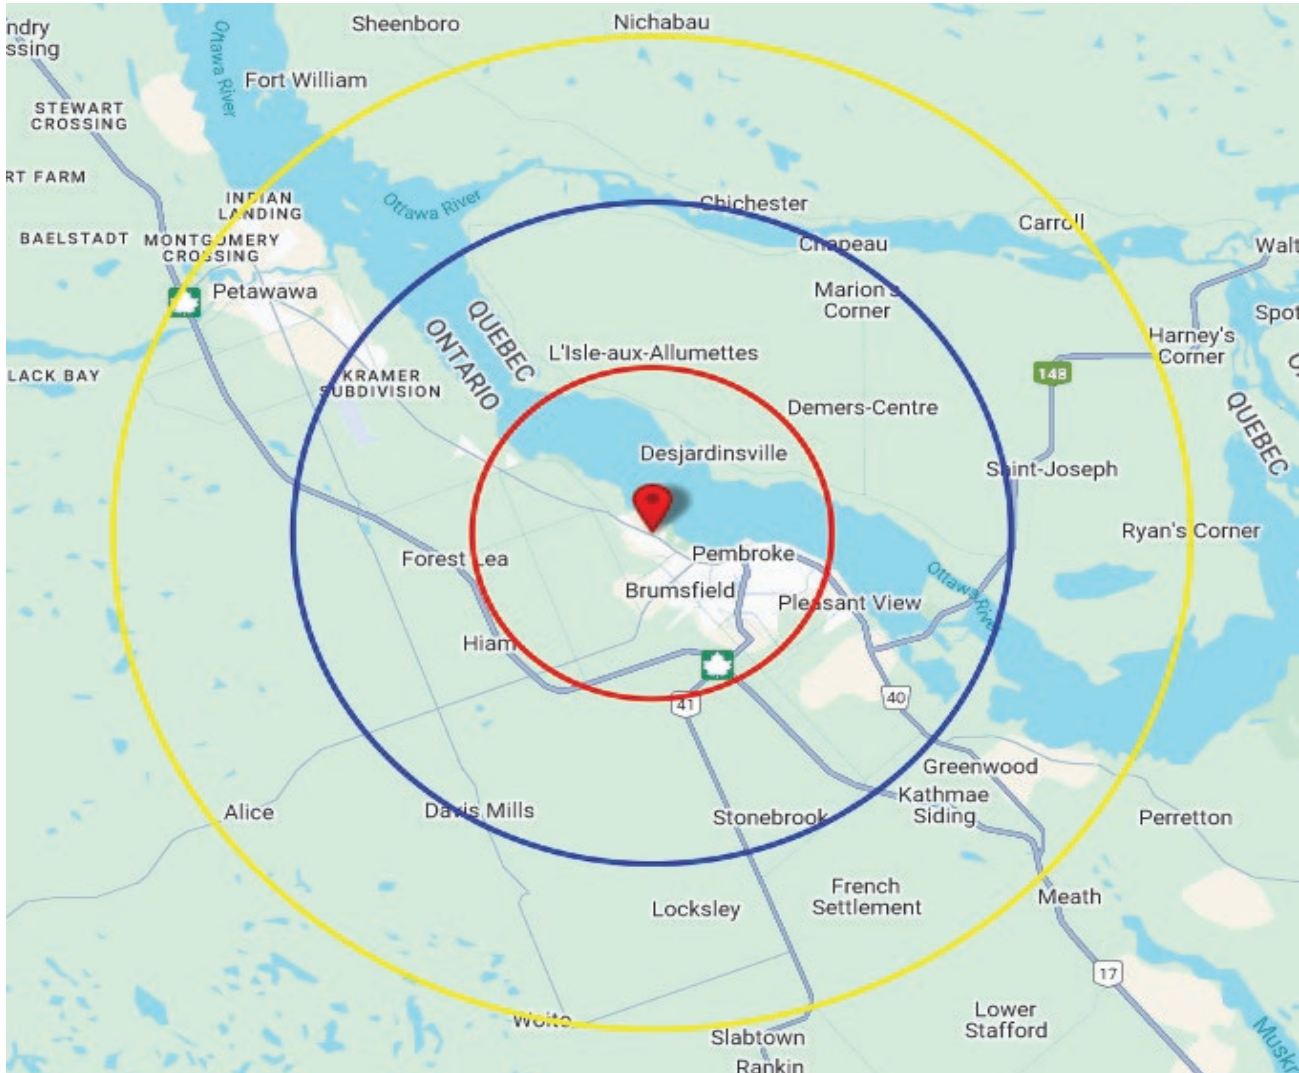 ndry
ssing
Sheenboro
Nichabau
Ottawa River
Fort William
STEWART
CROSSING
RT FARM
INDIAN
LANDING
Ottawa River
Chichester
Carroll
BAELSTADT
MONTGOMERY
CROSSING
Chapeau
Walt
Petawawa
Marion's
Corner
QUEBEC
ONTARIO
Spot
Harney's
Corner
L'Isle-aux-Allumettes
LACK BAY
KRAMER
SUBDIVISION
148
Demers-Centre
QUEBEC
Desjardinsville
Saint-Joseph
Ryan's Corner
Forest Lea
Pembroke
Ottawa River
Brumsfield
Pleasant View
Hiam
41
40
Greenwood
Kathmae
Siding
Alice
Davis Mills
Stonebrook
Perretton
French
Settlement
Locksley
Meath
17
Woito
Slabtown
Rankin
Lower
Stafford
Muskr